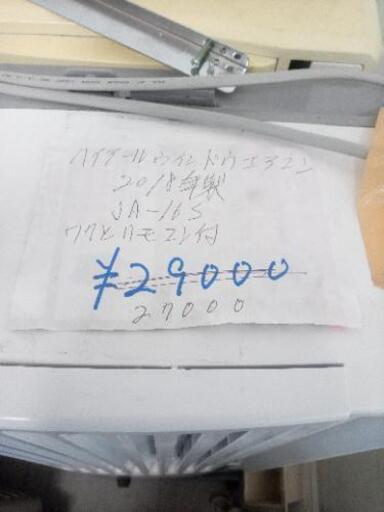 ハイアールウインドウエアコン
2018年製
JA-16S
ワクとリモコン付
¥29000
27000